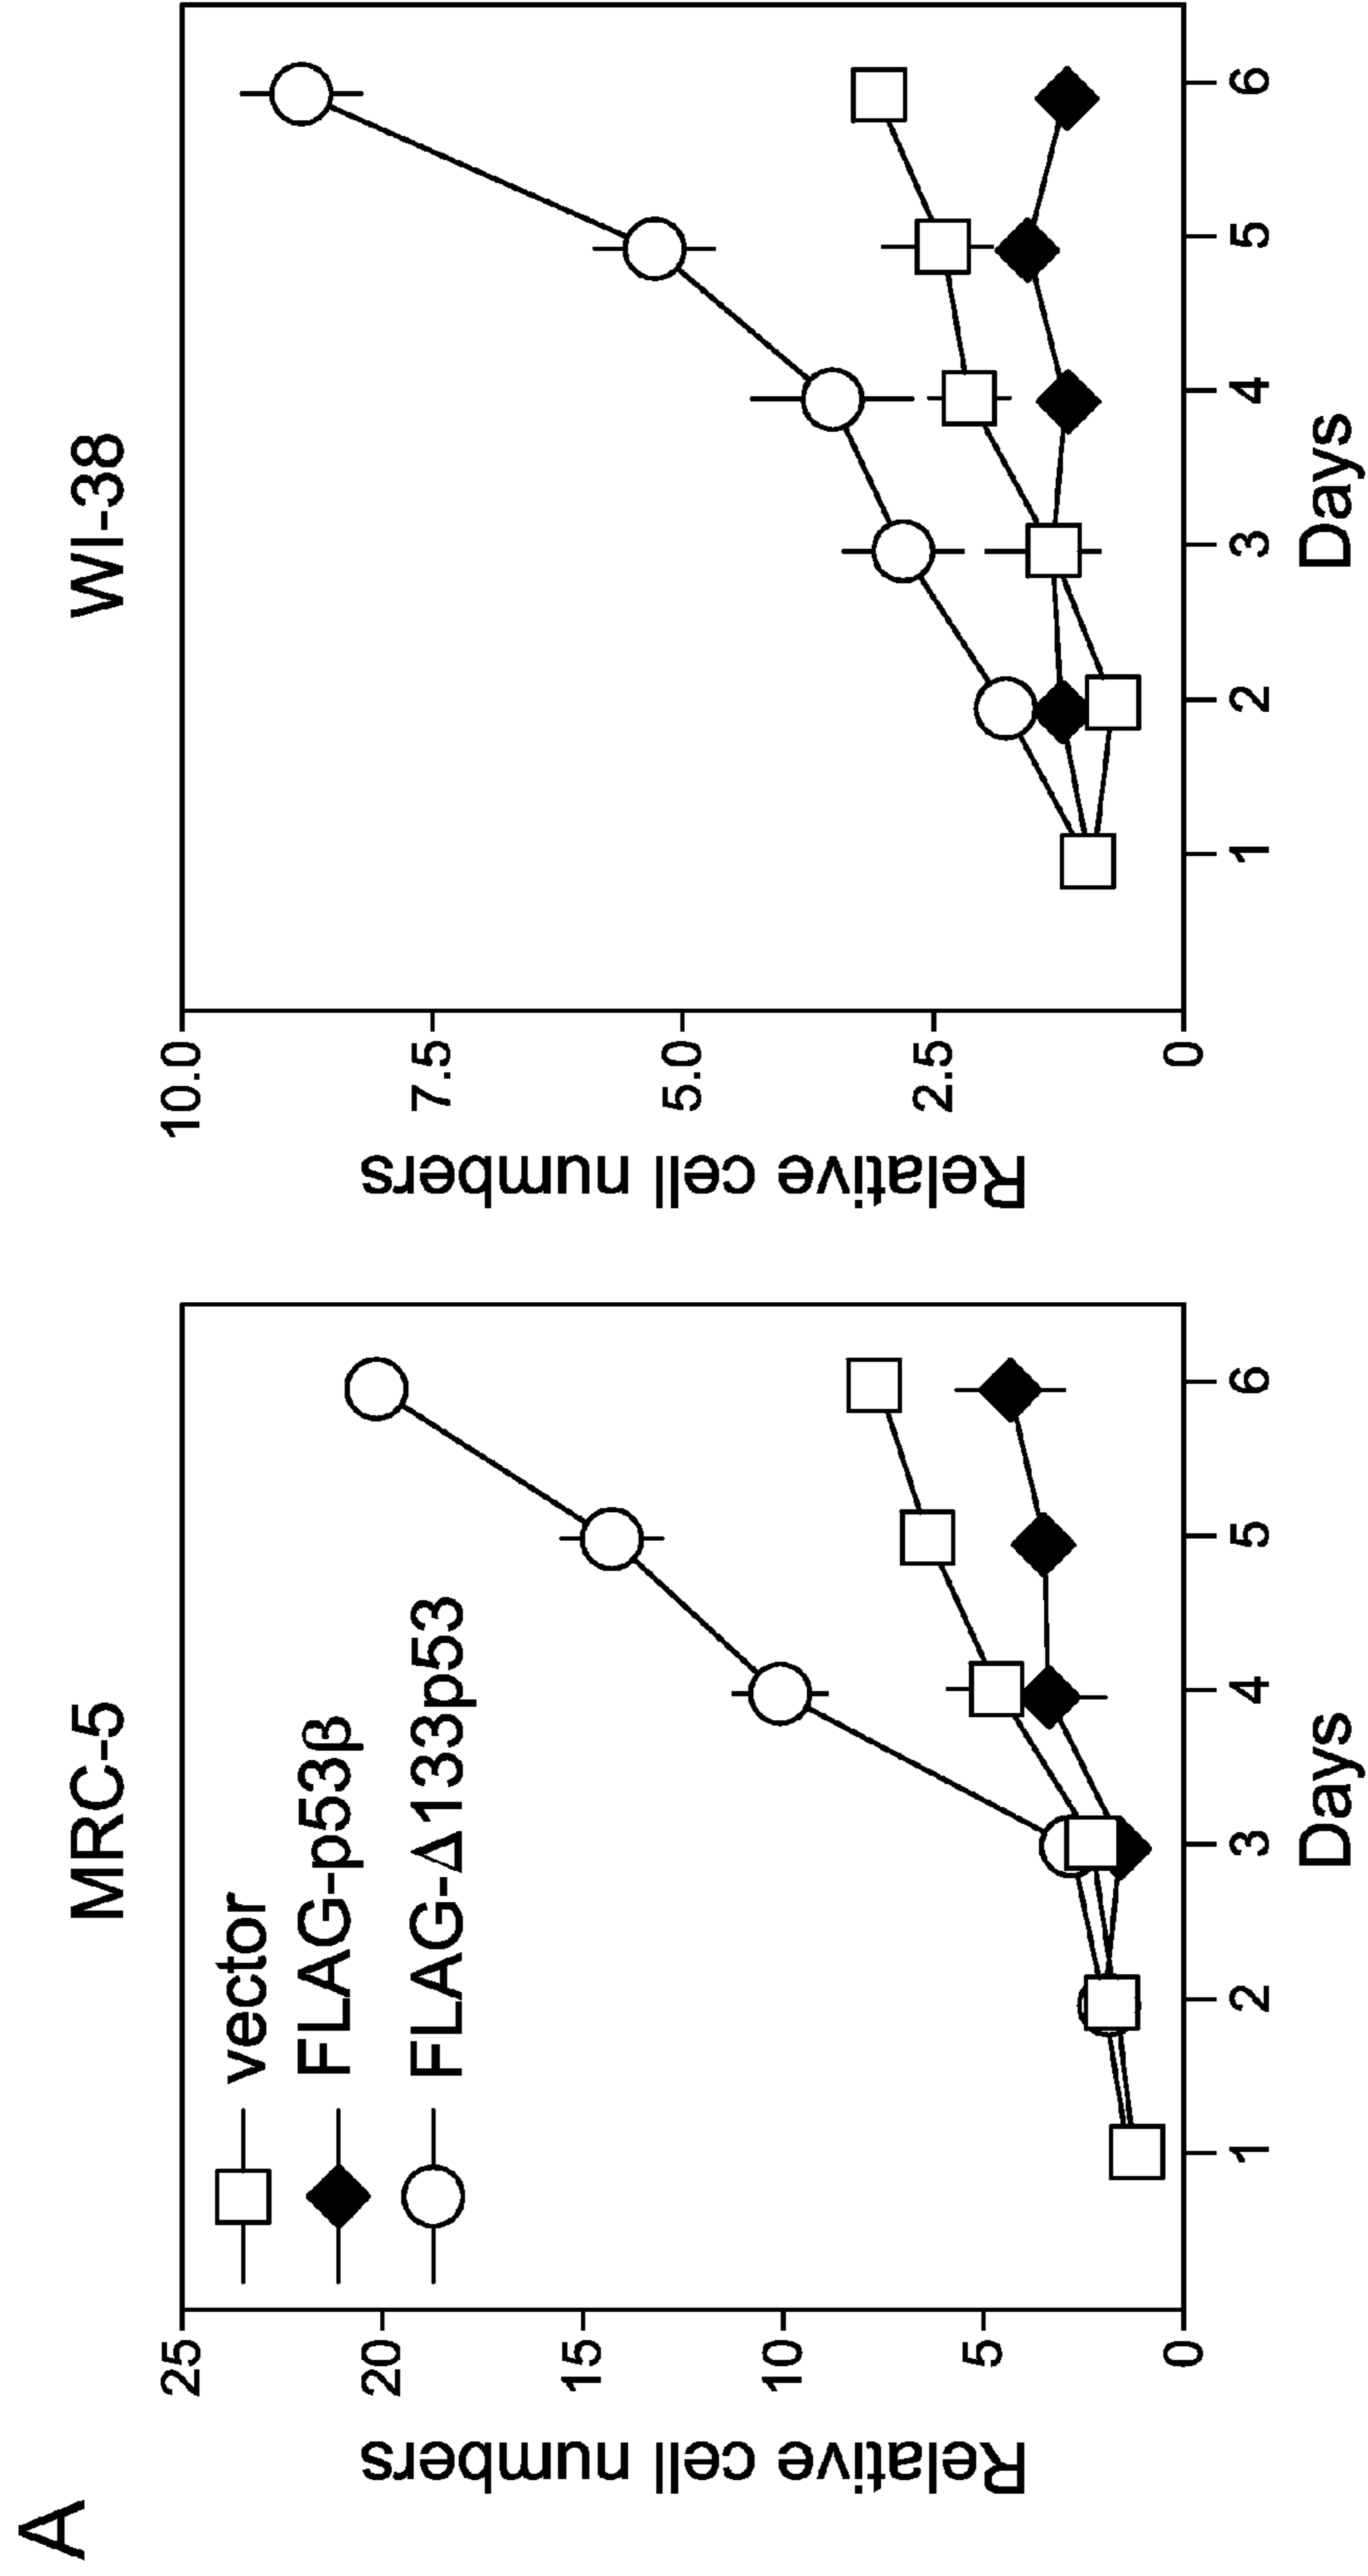 A
MRC-5
Relative cell numbers
25
20
15
10
5
0
vector
FLAG-p53β
FLAG-Δ133p53
1 2 3 4 5 6
Days
WI-38
Relative cell numbers
10.0
7.5
5.0
2.5
0
1 2 3 4 5 6
Days